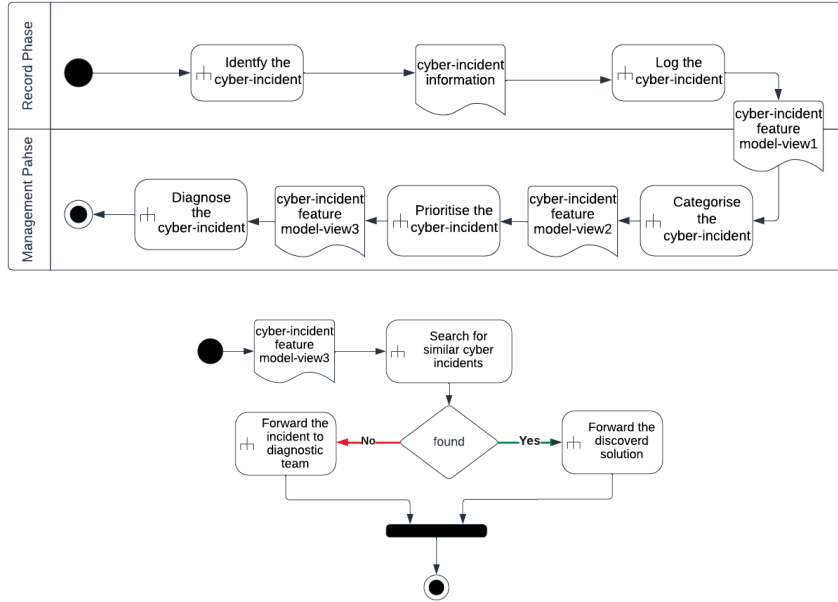 Record Phase
Identfy the
cyber-incident
cyber-incident
information
Log the
cyber-incident
cyber-incident
feature
model-view1
Management Pahse
Diagnose
the
cyber-incident
cyber-incident
feature
model-view3
Prioritise the
cyber-incident
cyber-incident
feature
model-view2
Categorise
the
cyber-incident
cyber-incident
feature
model-view3
Search for
similar cyber
incidents
Forward the
incident to
diagnostic
team
No
found
Yes
Forward the
discoverd
solution